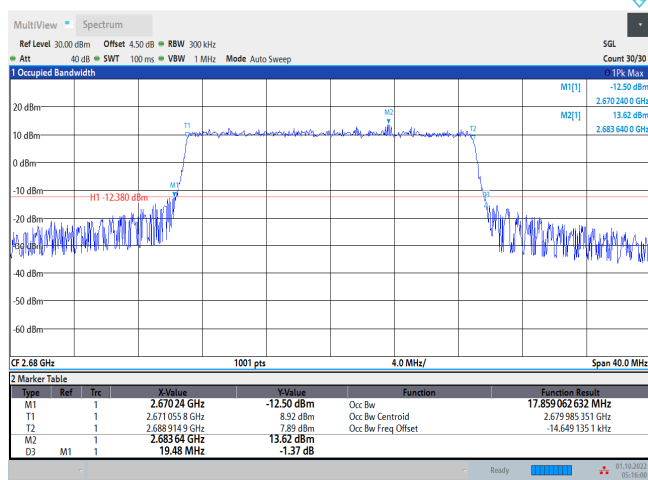 MultiView Spectrum
Ref Level 30.00 dBm Offset 4.50 dB RBW 300 kHz SGL
Att 40 dB SWT 100 ms VBW 1 MHz Mode Auto Sweep Count 30/30
1 Occupied Bandwidth 1Pk Max
M1[1] -12.50 dBm
2.670 240 0 GHz
M2[1] 13.62 dBm
2.683 640 0 GHz
20 dBm
M2
T1 T2
10 dBm
0 dBm
M1
-10 dBm
H1 -12.380 dBm
D3
-20 dBm
-30 dBm
-40 dBm
-50 dBm
-60 dBm
CF 2.68 GHz 1001 pts 4.0 MHz/ Span 40.0 MHz
2 Marker Table
Type Ref Trc X-Value Y-Value Function Function Result
M1 1 2.670 24 GHz -12.50 dBm Occ Bw 17.859 062 632 MHz
T1 1 2.671 055 8 GHz 8.92 dBm Occ Bw Centroid 2.679 985 351 GHz
T2 1 2.688 914 9 GHz 7.89 dBm Occ Bw Freq Offset -14.649 135 1 kHz
M2 1 2.683 64 GHz 13.62 dBm
D3 M1 1 19.48 MHz -1.37 dB
Ready 01.10.2022
05:16:00